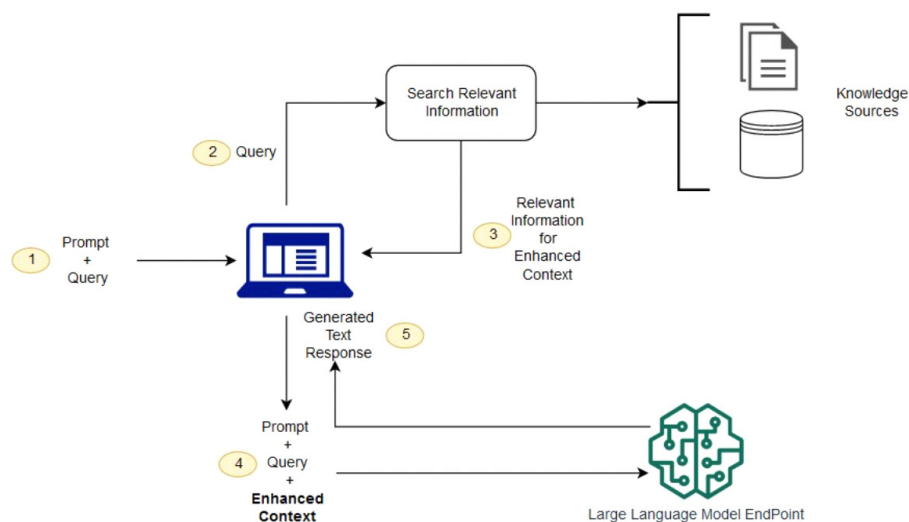 Search Relevant
Information
Knowledge
Sources
2
Query
1
Prompt
+
Query
3
Relevant
Information
for
Enhanced
Context
Generated
Text
Response
5
4
Prompt
+
Query
+
Enhanced
Context
Large Language Model EndPoint